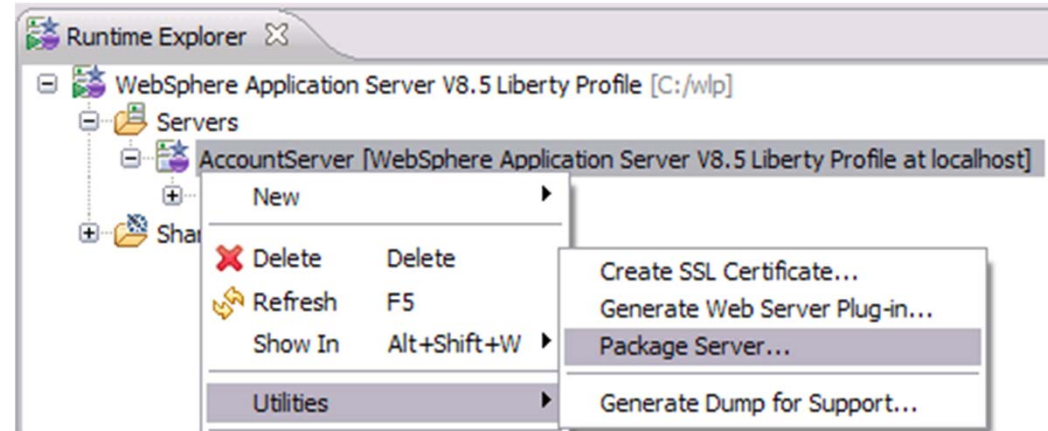 Runtime Explorer
WebSphere Application Server V8.5 Liberty Profile [C:/wlp]
Servers
AccountServer [WebSphere Application Server V8.5 Liberty Profile at localhost]
New
Shar
Delete Delete
Create SSL Certificate...
Refresh F5
Generate Web Server Plug-in...
Show In Alt+Shift+W
Package Server...
Utilities
Generate Dump for Support...